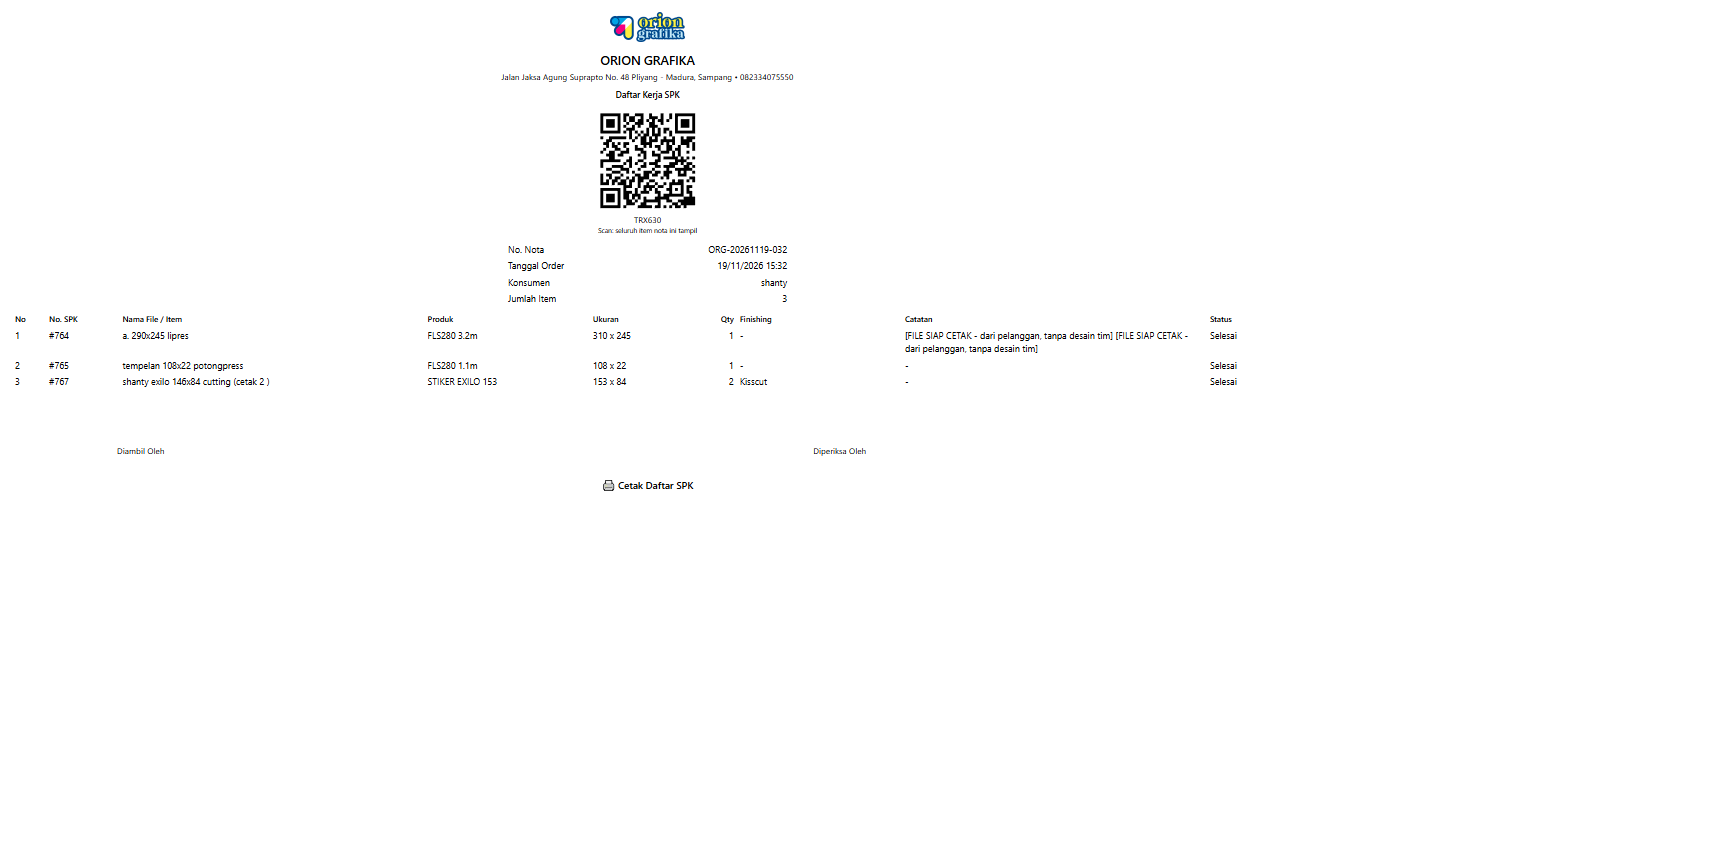 orion
grafika
ORION GRAFIKA
Jalan Jaksa Agung Suprapto No. 48 Pliyang - Madura, Sampang • 082334075550
Daftar Kerja SPK
TRX630
Scan: seluruh item nota ini tampil
No. Nota ORG-20261119-032
Tanggal Order 19/11/2026 15:32
Konsumen shanty
Jumlah Item 3
No No. SPK Nama File / Item Produk Ukuran Qty Finishing Catatan Status
1 #764 a. 290x245 lipres FLS280 3.2m 310 x 245 1 - [FILE SIAP CETAK - dari pelanggan, tanpa desain tim] [FILE SIAP CETAK - Selesai
dari pelanggan, tanpa desain tim]
2 #765 tempelan 108x22 potongpress FLS280 1.1m 108 x 22 1 - - Selesai
3 #767 shanty exilo 146x84 cutting (cetak 2 ) STIKER EXILO 153 153 x 84 2 Kisscut - Selesai
Diambil Oleh Diperiksa Oleh
Cetak Daftar SPK